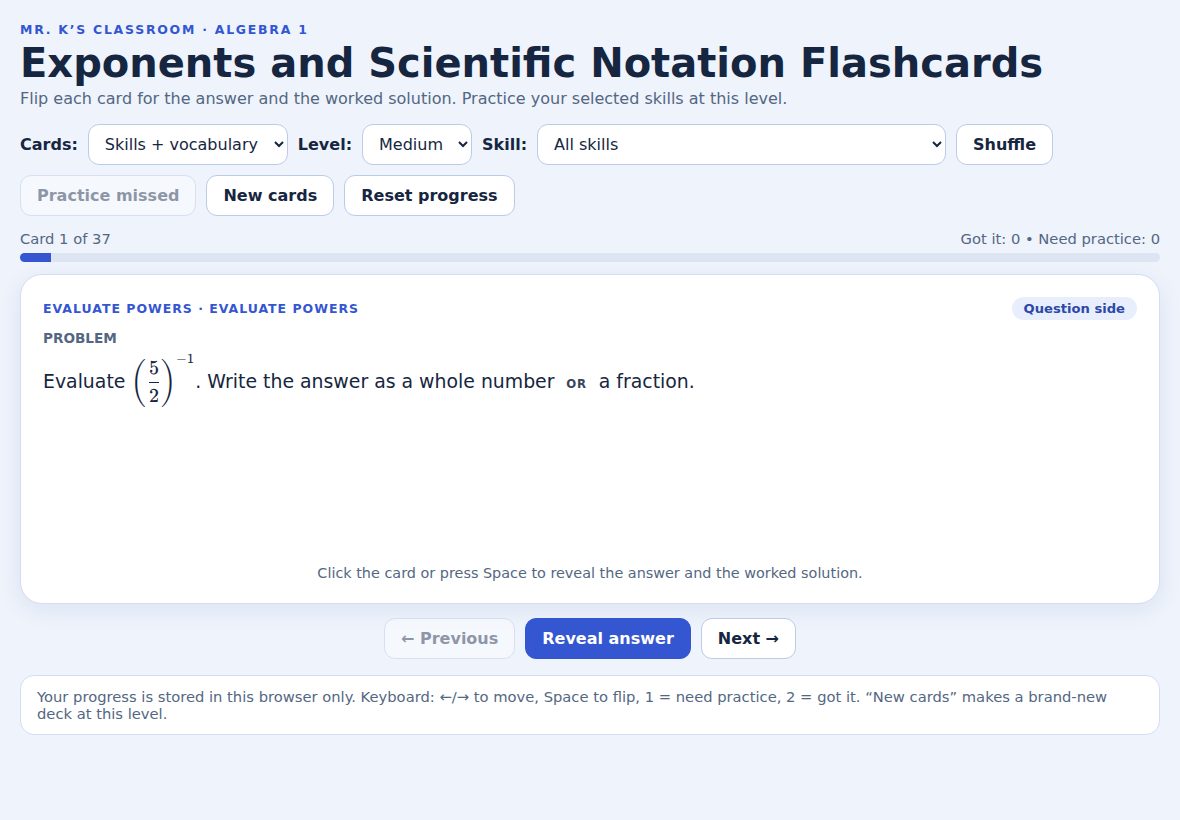 MR. K’S CLASSROOM · ALGEBRA 1
Exponents and Scientific Notation Flashcards
Flip each card for the answer and the worked solution. Practice your selected skills at this level.
Cards: Skills + vocabulary Level: Medium Skill: All skills Shuffle
Practice missed New cards Reset progress
Card 1 of 37 Got it: 0 • Need practice: 0
EVALUATE POWERS · EVALUATE POWERS Question side
PROBLEM
Evaluate (5/2)^−1. Write the answer as a whole number OR a fraction.
Click the card or press Space to reveal the answer and the worked solution.
← Previous Reveal answer Next →
Your progress is stored in this browser only. Keyboard: ←/→ to move, Space to flip, 1 = need practice, 2 = got it. “New cards” makes a brand-new
deck at this level.